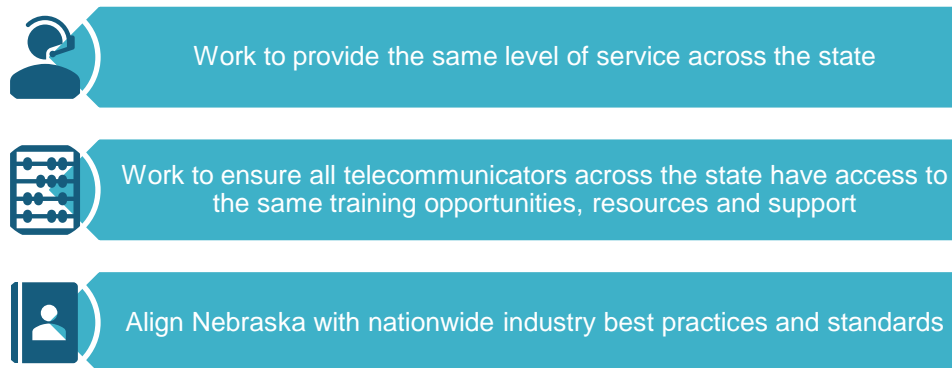 Work to provide the same level of service across the state
Work to ensure all telecommunicators across the state have access to
the same training opportunities, resources and support
Align Nebraska with nationwide industry best practices and standards